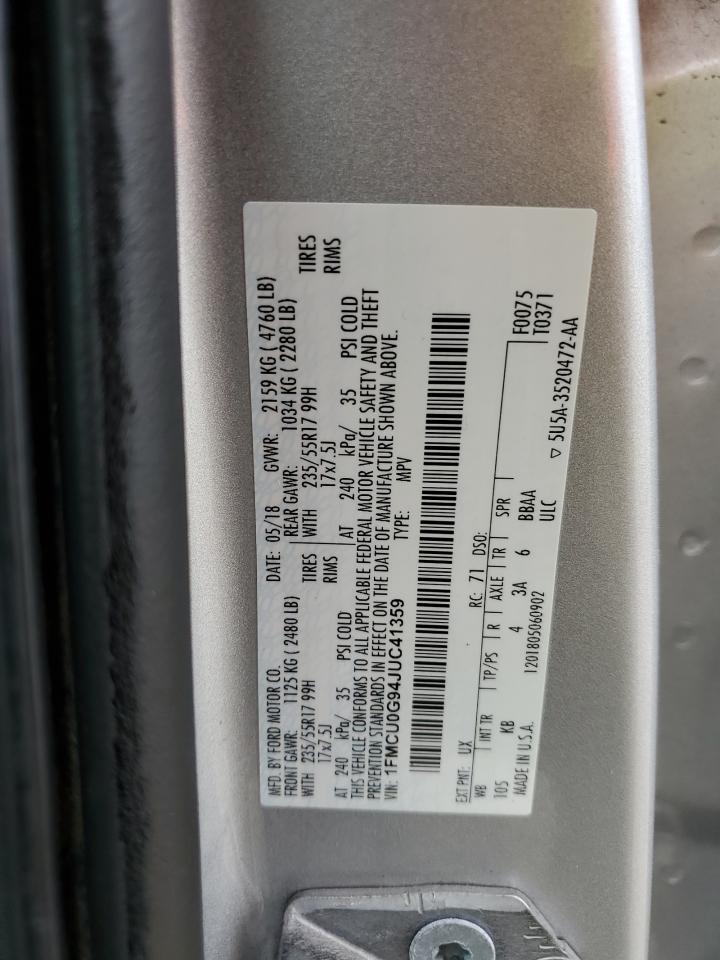 MFD. BY FORD MOTOR CO. DATE: 05/18 GVWR: 2159 KG ( 4760 LB)
FRONT GAWR: 1125 KG ( 2480 LB) REAR GAWR: 1034 KG ( 2280 LB)
WITH 235/55R17 99H TIRES WITH 235/55R17 99H TIRES
17x7.5J RIMS 17x7.5J RIMS
AT 240 kPa/ 35 PSI COLD AT 240 kPa/ 35 PSI COLD
THIS VEHICLE CONFORMS TO ALL APPLICABLE FEDERAL MOTOR VEHICLE SAFETY AND THEFT
PREVENTION STANDARDS IN EFFECT ON THE DATE OF MANUFACTURE SHOWN ABOVE.
VIN: 1FMCU0G94JUC41359 TYPE: MPV
EXT PNT: UX RC: 71 DSO:
WB INT TR TP/PS R AXLE TR SPR F0075
105 KB 4 3A 6 BBAA T0371
MADE IN U.S.A. 1201805060902 ULC
▽ 5U5A-3520472-AA